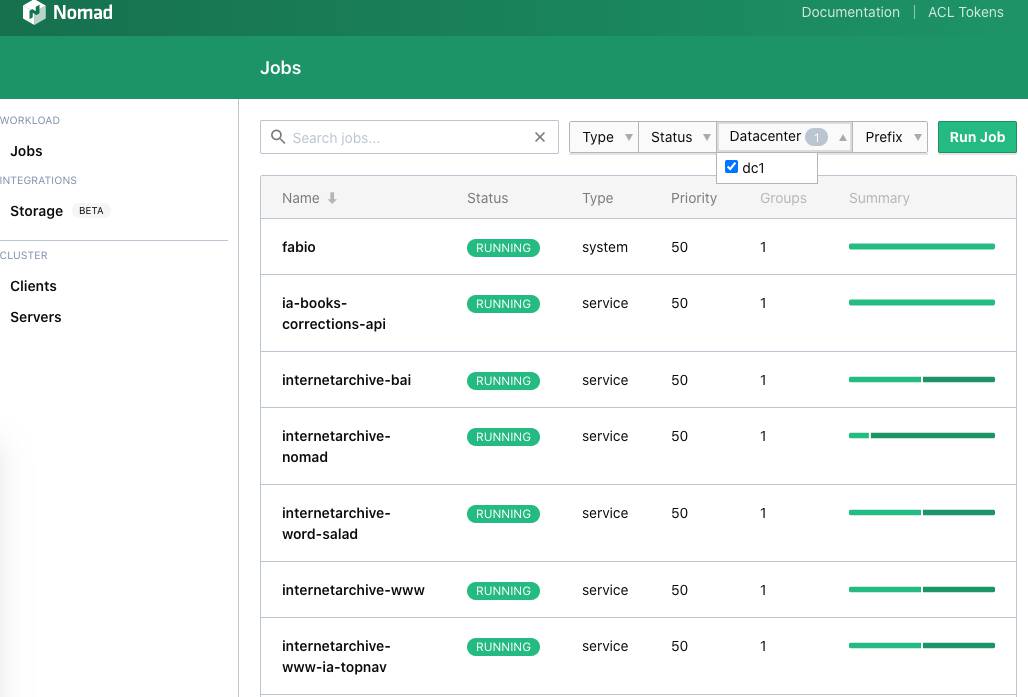 Nomad
Documentation
ACL Tokens
Jobs
WORKLOAD
Jobs
INTEGRATIONS
Storage BETA
CLUSTER
Clients
Servers
Search jobs...
Type
Status
Datacenter 1
Prefix
Run Job
dc1
Name Status Type Priority Groups Summary
fabio RUNNING system 50 1
ia-books-
corrections-api RUNNING service 50 1
internetarchive-bai RUNNING service 50 1
internetarchive-
nomad RUNNING service 50 1
internetarchive-
word-salad RUNNING service 50 1
internetarchive-www RUNNING service 50 1
internetarchive-
www-ia-topnav RUNNING service 50 1